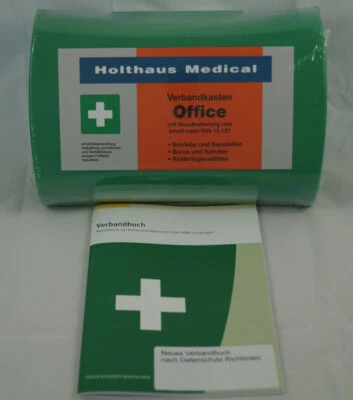 Holthaus Medical
Verbandkasten
Office
mit Wandhalterung und
Inhalt nach DIN 13 157
• Betriebe und Baustellen
• Büros und Schulen
• Kindertagesstätten
Verbandbuch
Neues Verbandbuch
nach Datenschutz Richtlinien